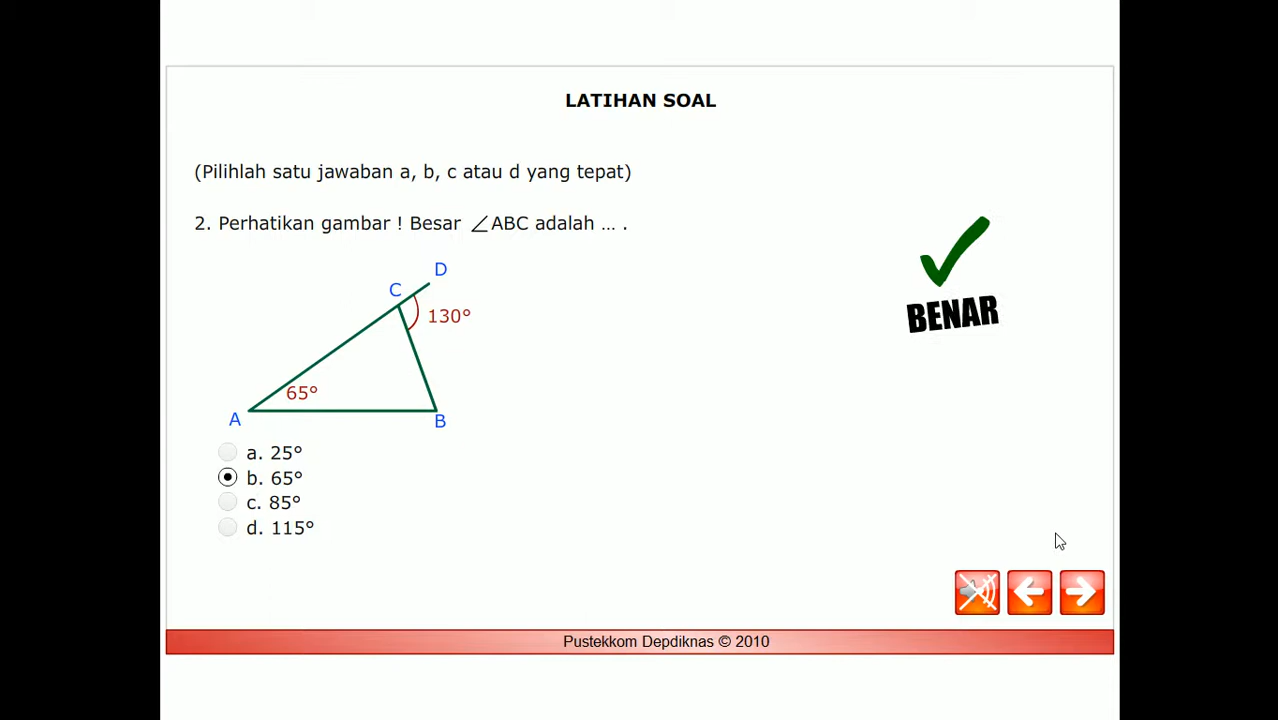 LATIHAN SOAL
(Pilihlah satu jawaban a, b, c atau d yang tepat)
2. Perhatikan gambar ! Besar ∠ABC adalah ... .
D
C
130°
65°
A
B
BENAR
a. 25°
b. 65°
c. 85°
d. 115°
Pustekkom Depdiknas © 2010